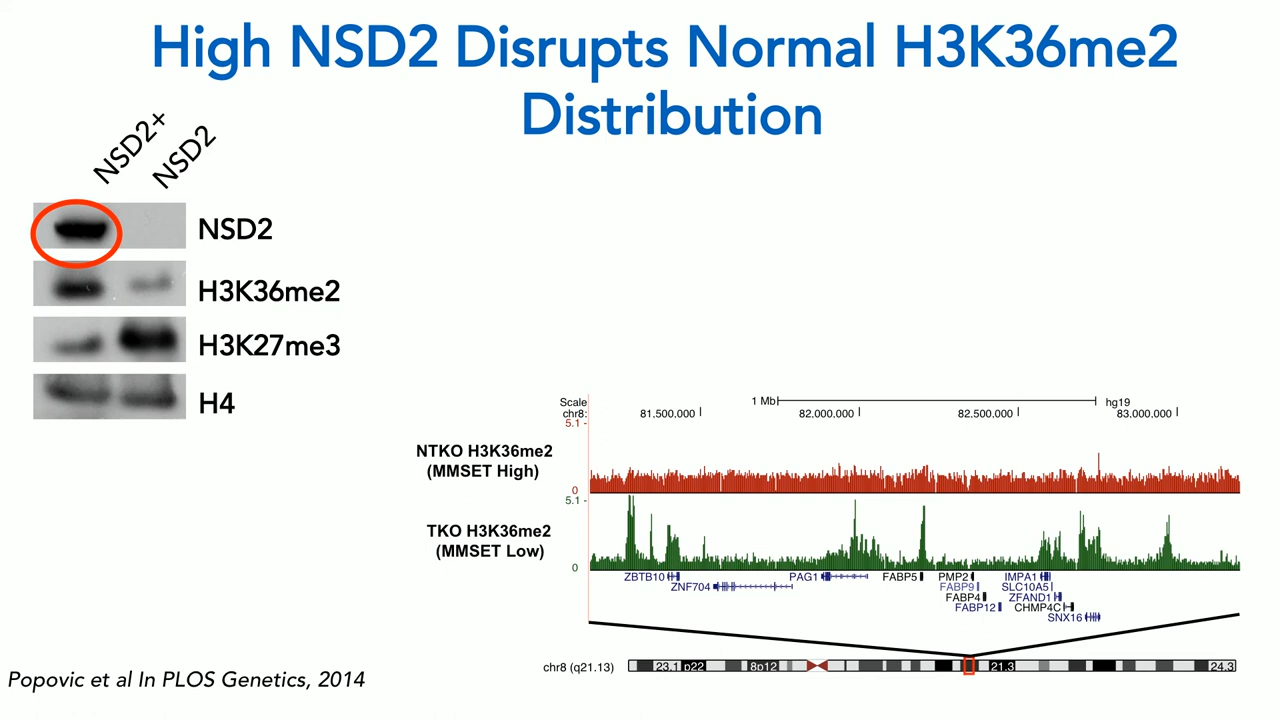 High NSD2 Disrupts Normal H3K36me2
Distribution
NSD2+
NSD2
NSD2
H3K36me2
H3K27me3
H4
Scale
1 Mb
hg19
chr8:
81,500,000
82,000,000
82,500,000
83,000,000
5.1
NTKO H3K36me2
(MMSET High)
0
5.1
TKO H3K36me2
(MMSET Low)
0
ZBTB10
PAG1
FABP5
PMP2
IMPA1
ZNF704
FABP9
SLC10A5
FABP4
ZFAND1
FABP12
CHMP4C
SNX16
chr8 (q21.13)
23.1
p22
8p12
21.3
24.3
Popovic et al In PLOS Genetics, 2014